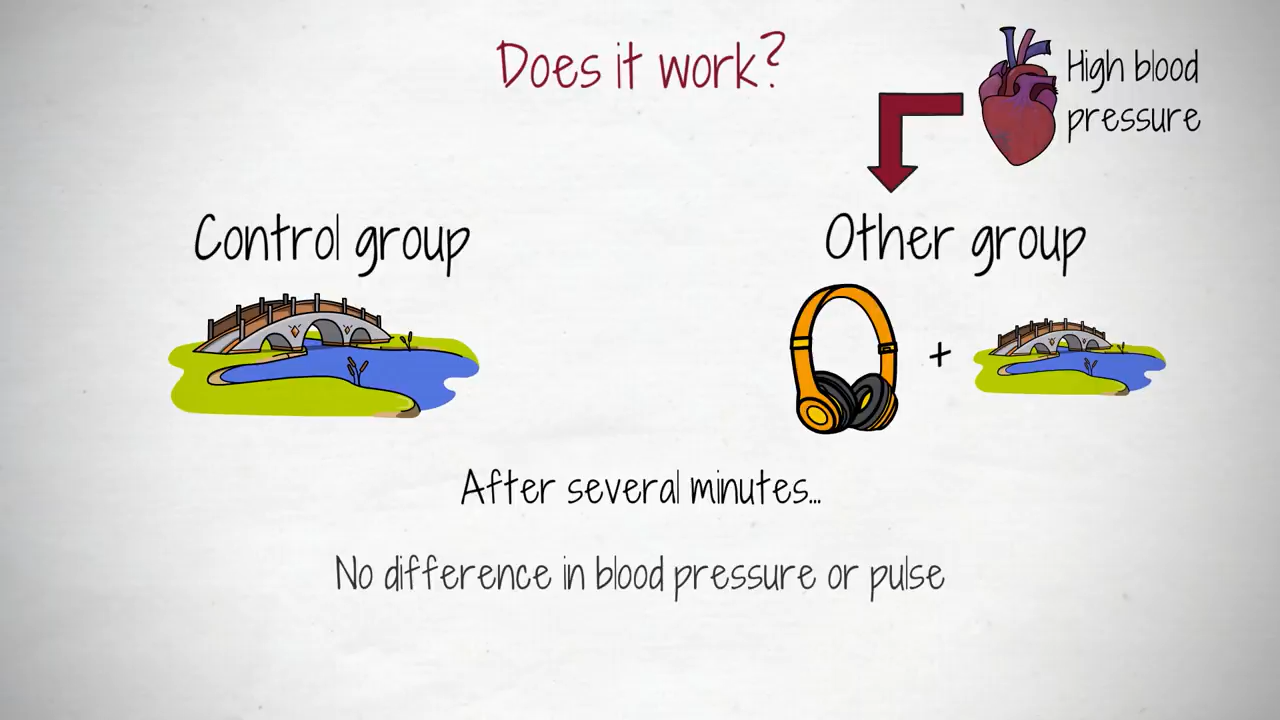 Does it work?
High blood
pressure
Control group
Other group
+
After several minutes...
No difference in blood pressure or pulse